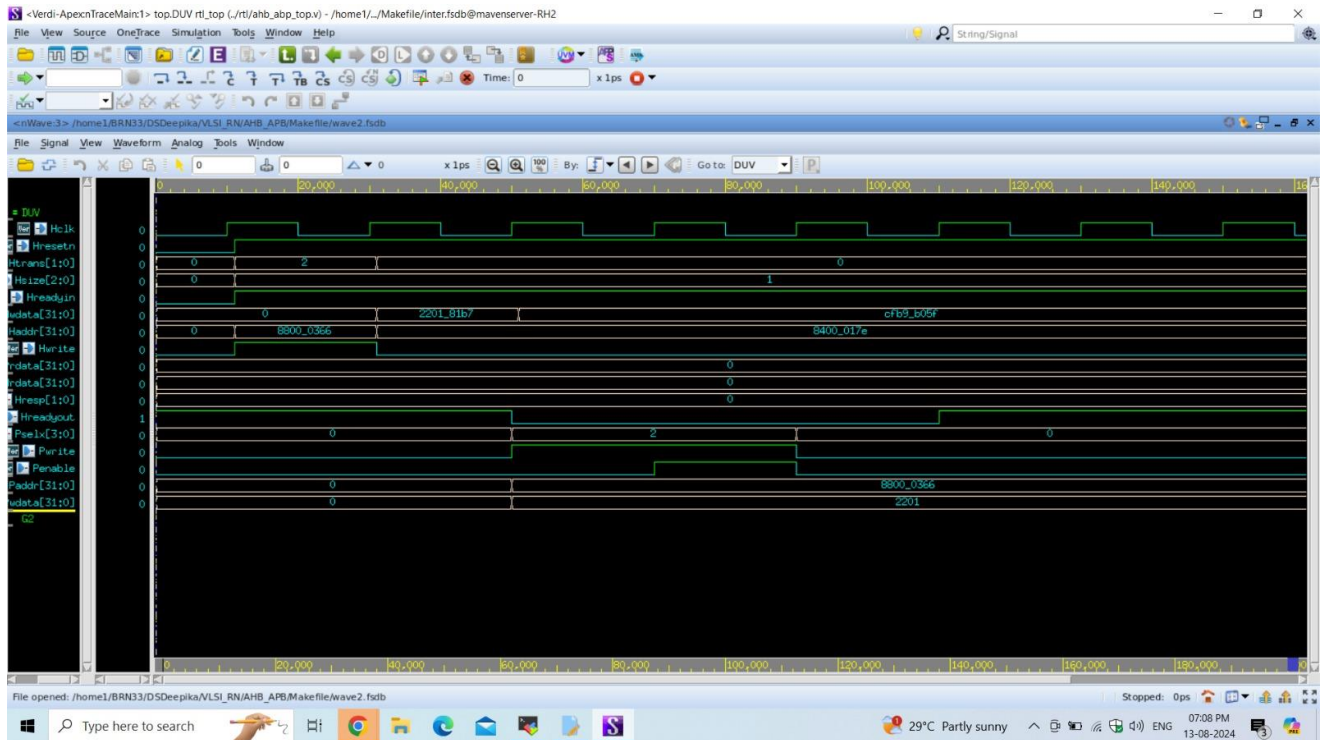 <Verdi-ApexcnTraceMain:1> top.DUV rtl_top (../rtl/ahb_abp_top.v) - /home1/.../Makefile/inter.fsdb@mavenserver-RH2
File View Source OneTrace Simulation Tools Window Help
String/Signal
Time: 0 x 1ps
<nWave:3> /home1/BRN33/DSDeepika/VLSI_RN/AHB_APB/Makefile/wave2.fsdb
File Signal View Waveform Analog Tools Window
0 0 0 x 1ps 100 By: Go to: DUV
0 20,000 40,000 60,000 80,000 100,000 120,000 140,000 16
= DUV
Hclk 0
Hresetn 0
Htrans[1:0] 0 0 2 0
Hsize[2:0] 0 0 1
Hreadyin 0
wdata[31:0] 0 0 2201_81b7 cfb9_b05f
Haddr[31:0] 0 0 8800_0366 8400_017e
Hwrite 0
rdata[31:0] 0 0
rdata[31:0] 0 0
Hresp[1:0] 0 0
Hreadyout 1
Pselx[3:0] 0 0 2 0
Pwrite 0
Penable 0
Paddr[31:0] 0 0 8800_0366
wdata[31:0] 0 0 2201
G2
0 20,000 40,000 60,000 80,000 100,000 120,000 140,000 160,000 180,000
File opened: /home1/BRN33/DSDeepika/VLSI_RN/AHB_APB/Makefile/wave2.fsdb
Stopped: 0ps
Type here to search
29°C Partly sunny
ENG
07:08 PM
13-08-2024
3